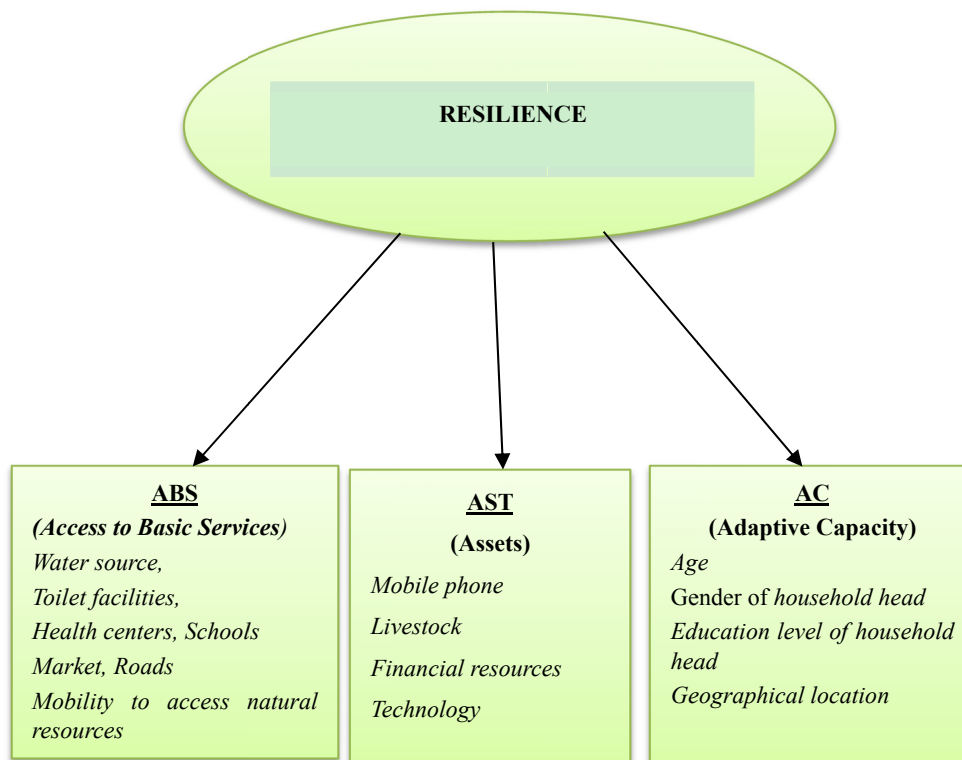 RESILIENCE
ABS
(Access to Basic Services)
Water source,
Toilet facilities,
Health centers, Schools
Market, Roads
Mobility to access natural
resources
AST
(Assets)
Mobile phone
Livestock
Financial resources
Technology
AC
(Adaptive Capacity)
Age
Gender of household head
Education level of household
head
Geographical location